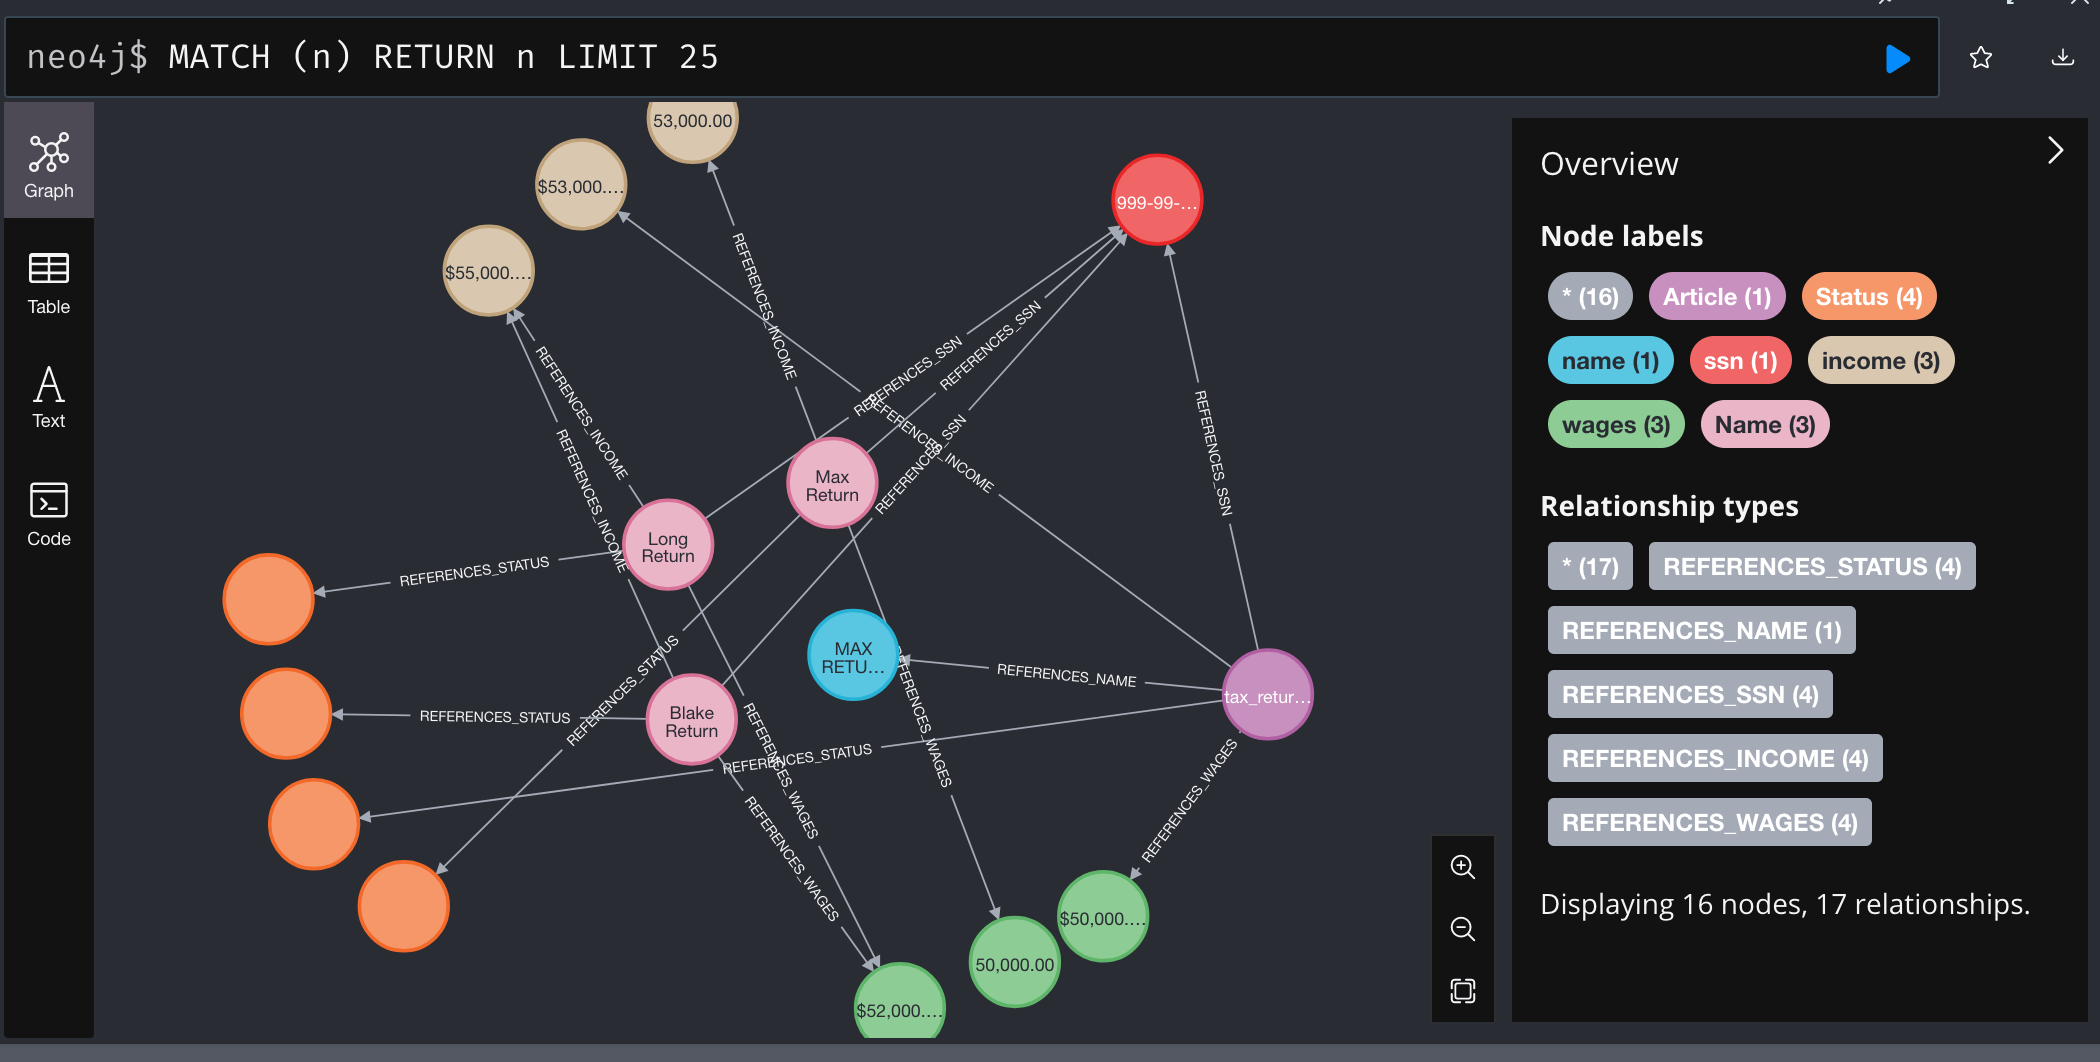 neo4j$ MATCH (n) RETURN n LIMIT 25
Graph
Table
Text
Code
53,000.00
$53,000....
$55,000....
999-99-...
REFERENCES_INCOME
REFERENCES_INCOME
REFERENCES_INCOME
REFERENCES_INCOME
REFERENCES_SSN
REFERENCES_SSN
REFERENCES_SSN
REFERENCES_SSN
Max
Return
Long
Return
REFERENCES_STATUS
MAX
RETU...
REFERENCES_NAME
tax_retur...
Blake
Return
REFERENCES_STATUS
REFERENCES_STATUS
REFERENCES_STATUS
REFERENCES_WAGES
REFERENCES_WAGES
REFERENCES_WAGES
REFERENCES_WAGES
$50,000....
50,000.00
$52,000....
Overview
Node labels
* (16) Article (1) Status (4)
name (1) ssn (1) income (3)
wages (3) Name (3)
Relationship types
* (17) REFERENCES_STATUS (4)
REFERENCES_NAME (1)
REFERENCES_SSN (4)
REFERENCES_INCOME (4)
REFERENCES_WAGES (4)
Displaying 16 nodes, 17 relationships.